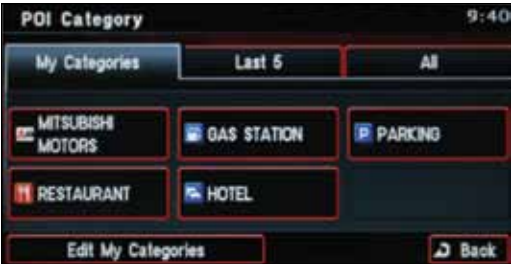 POI Category 9:40
My Categories Last 5 All
MITSUBISHI MOTORS GAS STATION PARKING
RESTAURANT HOTEL
Edit My Categories Back